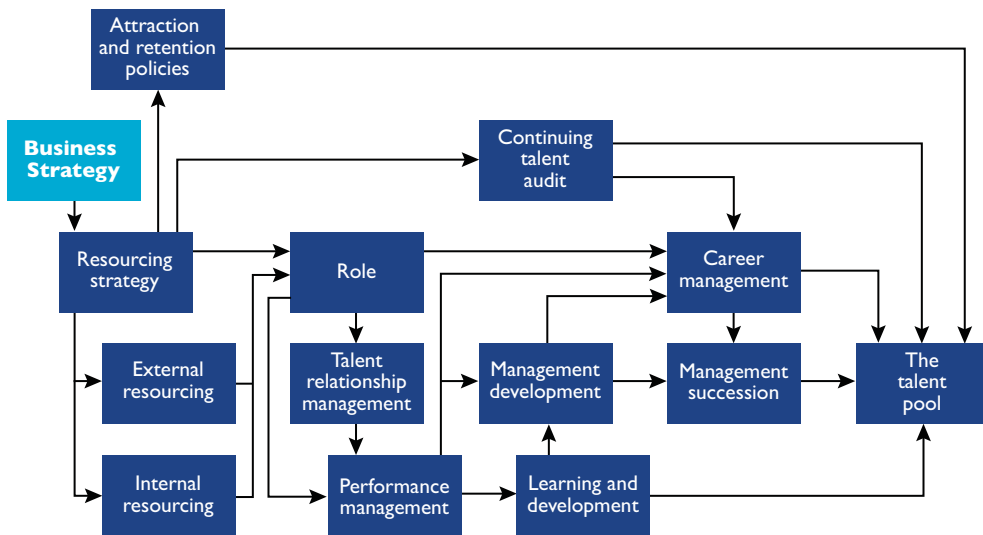 Attraction
and retention
policies
Business
Strategy
Continuing
talent
audit
Resourcing
strategy
Role
Career
management
External
resourcing
Talent
relationship
management
Management
development
Management
succession
The
talent
pool
Internal
resourcing
Performance
management
Learning and
development